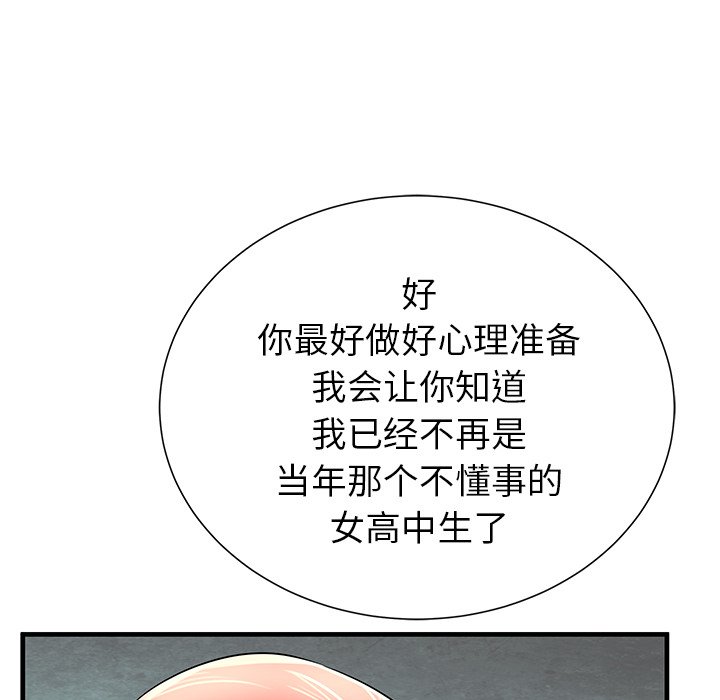 好
你最好做好心理准备
我会让你知道
我已经不再是
当年那个不懂事的
女高中生了